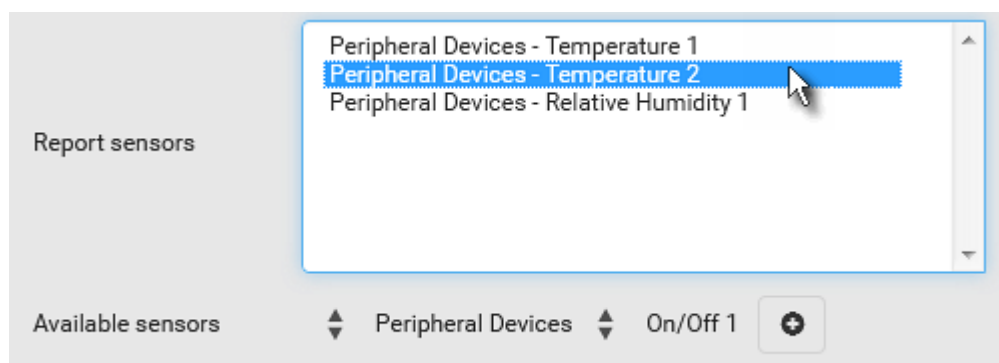 Peripheral Devices - Temperature 1
Peripheral Devices - Temperature 2
Peripheral Devices - Relative Humidity 1
Report sensors
Available sensors Peripheral Devices On/Off 1